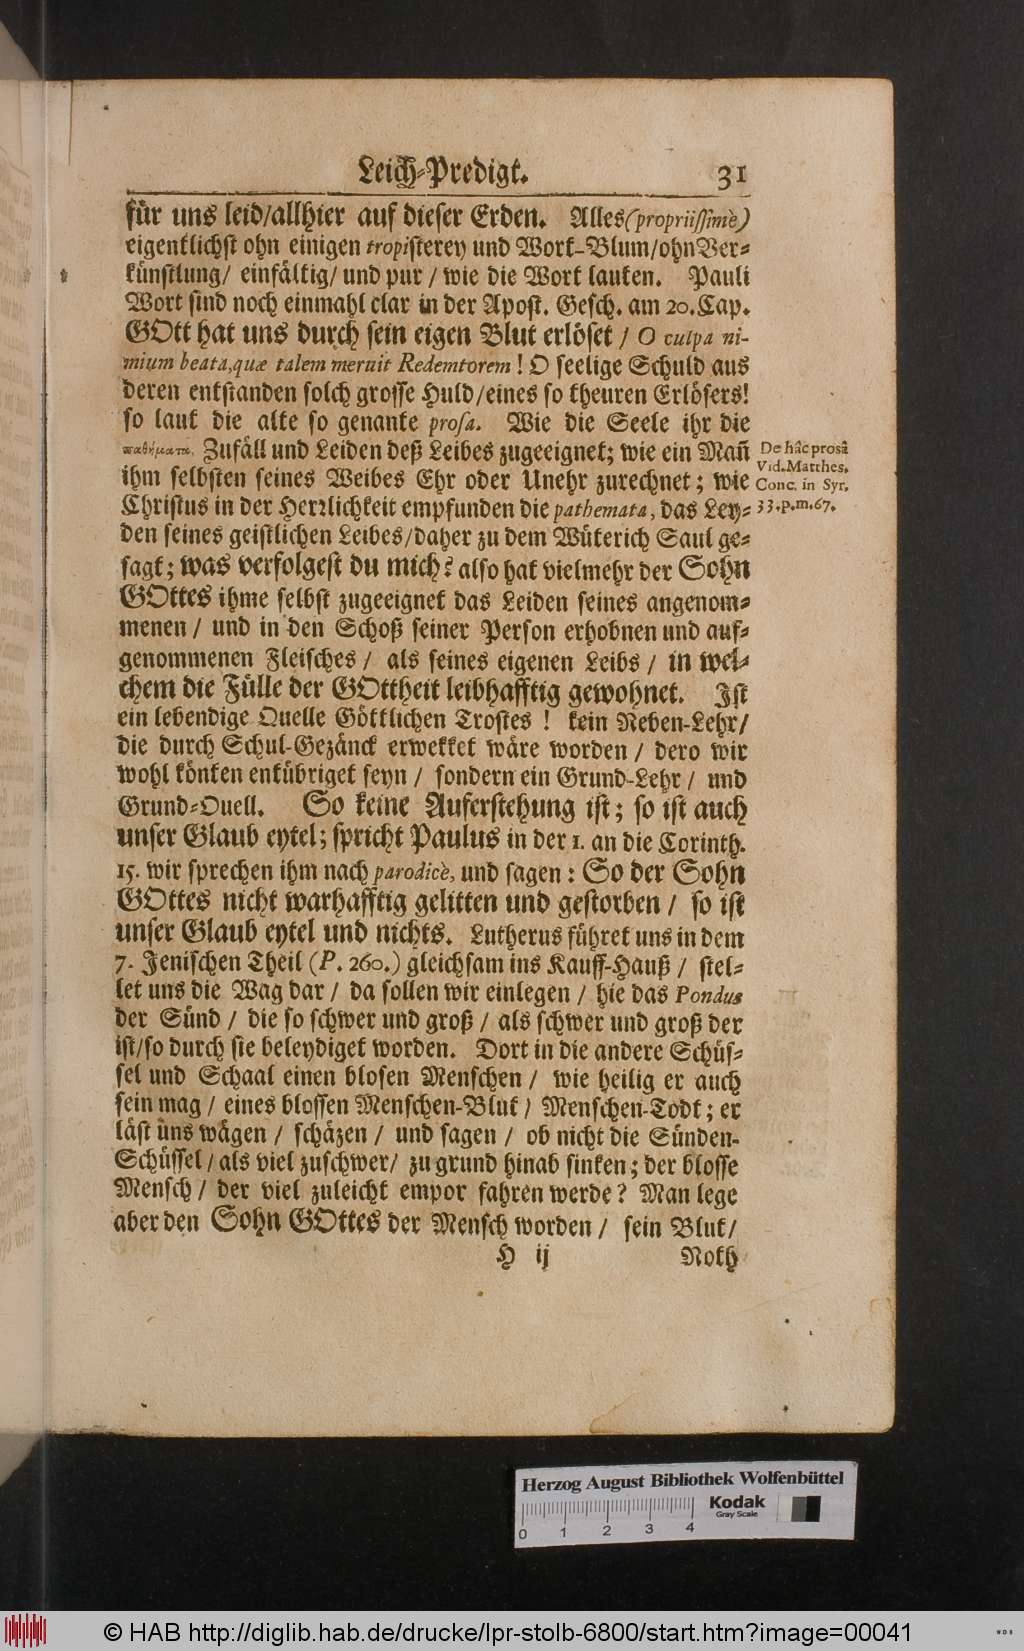 Leich-Predigt. 31
für uns leid/allhier auf dieser Erden. Alles (propriissimè)
eigentlichst ohn einigen tropisterey und Wort-Blum/ohn Ver-
künstlung/ einfältig/ und pur / wie die Wort lauten. Pauli
Wort sind noch einmahl clar in der Apost. Gesch. am 20. Cap.
GOtt hat uns durch sein eigen Blut erlöset / O culpa ni-
mium beata, quæ talem meruit Redemtorem! O seelige Schuld aus
deren entstanden solch grosse Huld/eines so theuren Erlösers!
so laut die alte so genante prosa. Wie die Seele ihr die
παθήματα, Zufäll und Leiden deß Leibes zugeeignet; wie ein Mañ
ihm selbsten seines Weibes Ehr oder Unehr zurechnet; wie
Christus in der Herrlichkeit empfunden die pathemata, das Ley-
den seines geistlichen Leibes/daher zu dem Wüterich Saul ge-
sagt; was verfolgest du mich? also hat vielmehr der Sohn
GOttes ihme selbst zugeeignet das Leiden seines angenom-
menen / und in den Schoß seiner Person erhobnen und auf-
genommenen Fleisches / als seines eigenen Leibs / in wel-
chem die Fülle der GOttheit leibhafftig gewohnet. Ist
ein lebendige Quelle Göttlichen Trostes ! kein Neben-Lehr/
die durch Schul-Gezänck erwekket wäre worden / dero wir
wohl könten entübriget seyn / sondern ein Grund-Lehr / und
Grund-Quell. So keine Auferstehung ist; so ist auch
unser Glaub eytel; spricht Paulus in der 1. an die Corinth.
15. wir sprechen ihm nach parodicè, und sagen: So der Sohn
GOttes nicht warhafftig gelitten und gestorben / so ist
unser Glaub eytel und nichts. Lutherus führet uns in dem
7. Jenischen Theil (P. 260.) gleichsam ins Kauff-Hauß / stel-
let uns die Wag dar / da sollen wir einlegen / hie das Pondus
der Sünd / die so schwer und groß / als schwer und groß der
ist/so durch sie beleydiget worden. Dort in die andere Schüs-
sel und Schaal einen blosen Menschen / wie heilig er auch
sein mag / eines blossen Menschen-Blut / Menschen-Todt; er
läst uns wägen / schäzen / und sagen / ob nicht die Sünden-
Schüssel / als viel zuschwer/ zu grund hinab sinken; der blosse
Mensch / der viel zuleicht empor fahren werde? Man lege
aber den Sohn GOttes der Mensch worden / sein Blut/
H ij Noth
De hâc prosâ
Vid. Matthes.
Conc. in Syr.
33. p. m. 67.
Herzog August Bibliothek Wolfenbüttel
0 1 2 3 4
Kodak
Gray Scale
© HAB http://diglib.hab.de/drucke/lpr-stolb-6800/start.htm?image=00041
WDB